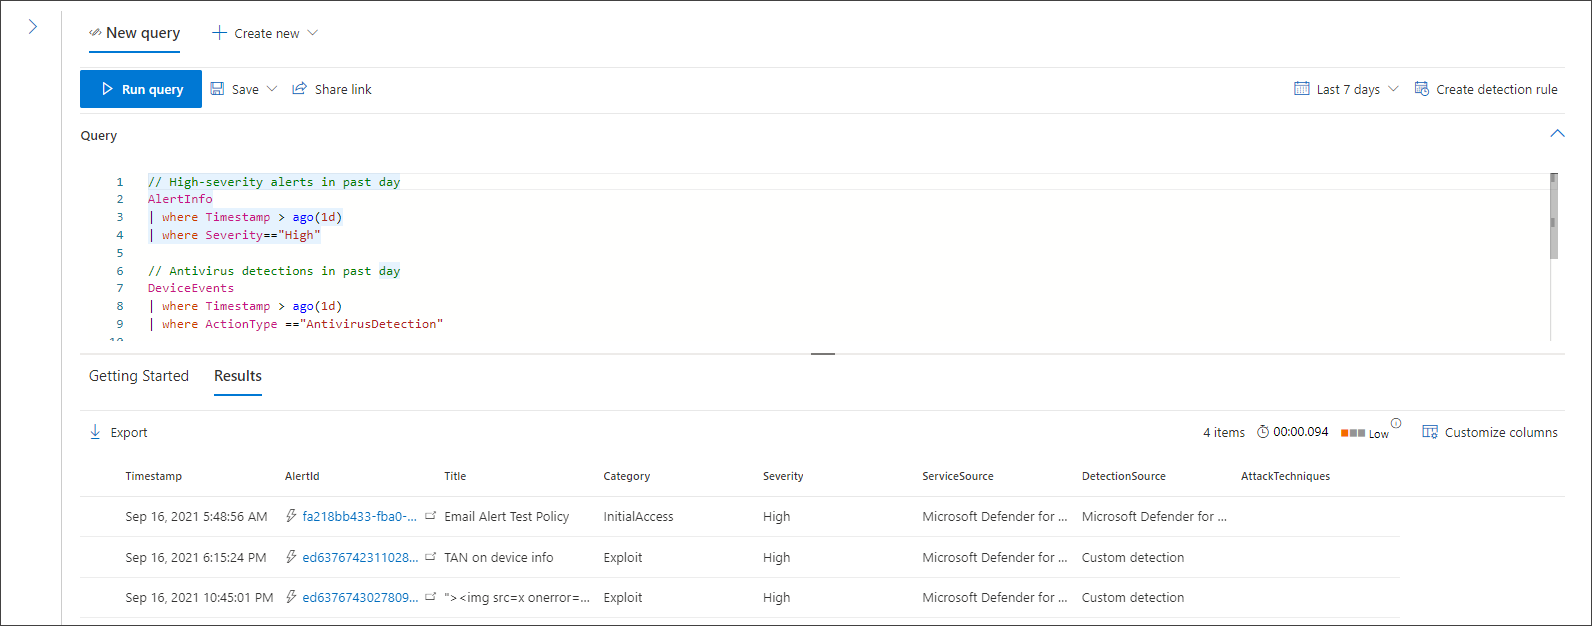 New query Create new
Run query Save Share link Last 7 days Create detection rule
Query
1 // High-severity alerts in past day
2 AlertInfo
3 | where Timestamp > ago(1d)
4 | where Severity=="High"
5
6 // Antivirus detections in past day
7 DeviceEvents
8 | where Timestamp > ago(1d)
9 | where ActionType =="AntivirusDetection"
10
Getting Started Results
Export 4 items 00:00.094 Low Customize columns
Timestamp AlertId Title Category Severity ServiceSource DetectionSource AttackTechniques
Sep 16, 2021 5:48:56 AM fa218bb433-fba0-... Email Alert Test Policy InitialAccess High Microsoft Defender for ... Microsoft Defender for ...
Sep 16, 2021 6:15:24 PM ed6376742311028... TAN on device info Exploit High Microsoft Defender for ... Custom detection
Sep 16, 2021 10:45:01 PM ed6376743027809... "><img src=x onerror=... Exploit High Microsoft Defender for ... Custom detection